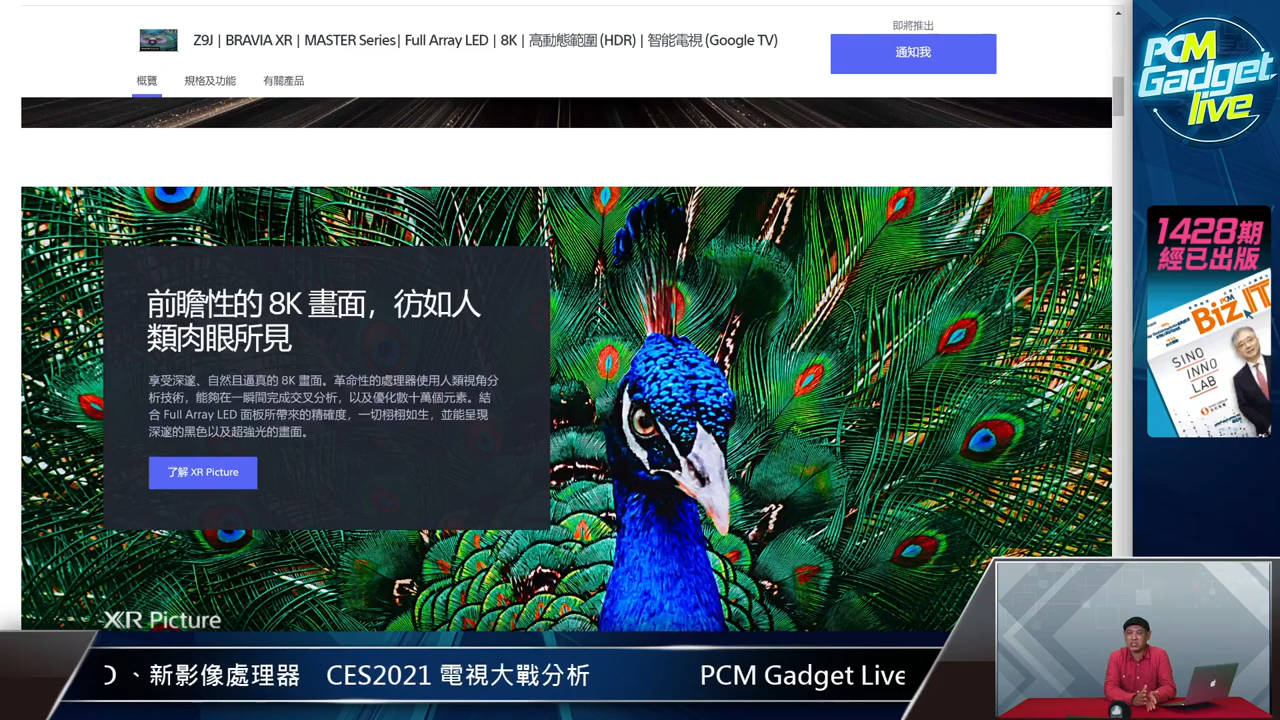 Z9J | BRAVIA XR | MASTER Series| Full Array LED | 8K | 高動態範圍 (HDR) | 智能電視 (Google TV)
即將推出
通知我
概覽
規格及功能
有關產品
前瞻性的 8K 畫面，彷如人
類肉眼所見
享受深邃、自然且逼真的 8K 畫面。革命性的處理器使用人類視角分
析技術，能夠在一瞬間完成交叉分析，以及優化數十萬個元素。結
合 Full Array LED 面板所帶來的精確度，一切栩栩如生，並能呈現
深邃的黑色以及超強光的畫面。
了解 XR Picture
XR Picture
PCM
Gadget
live
1428期
經已出版
PCM
Biz.IT
SINO
INNO
LAB
、新影像處理器 CES2021 電視大戰分析 PCM Gadget Live